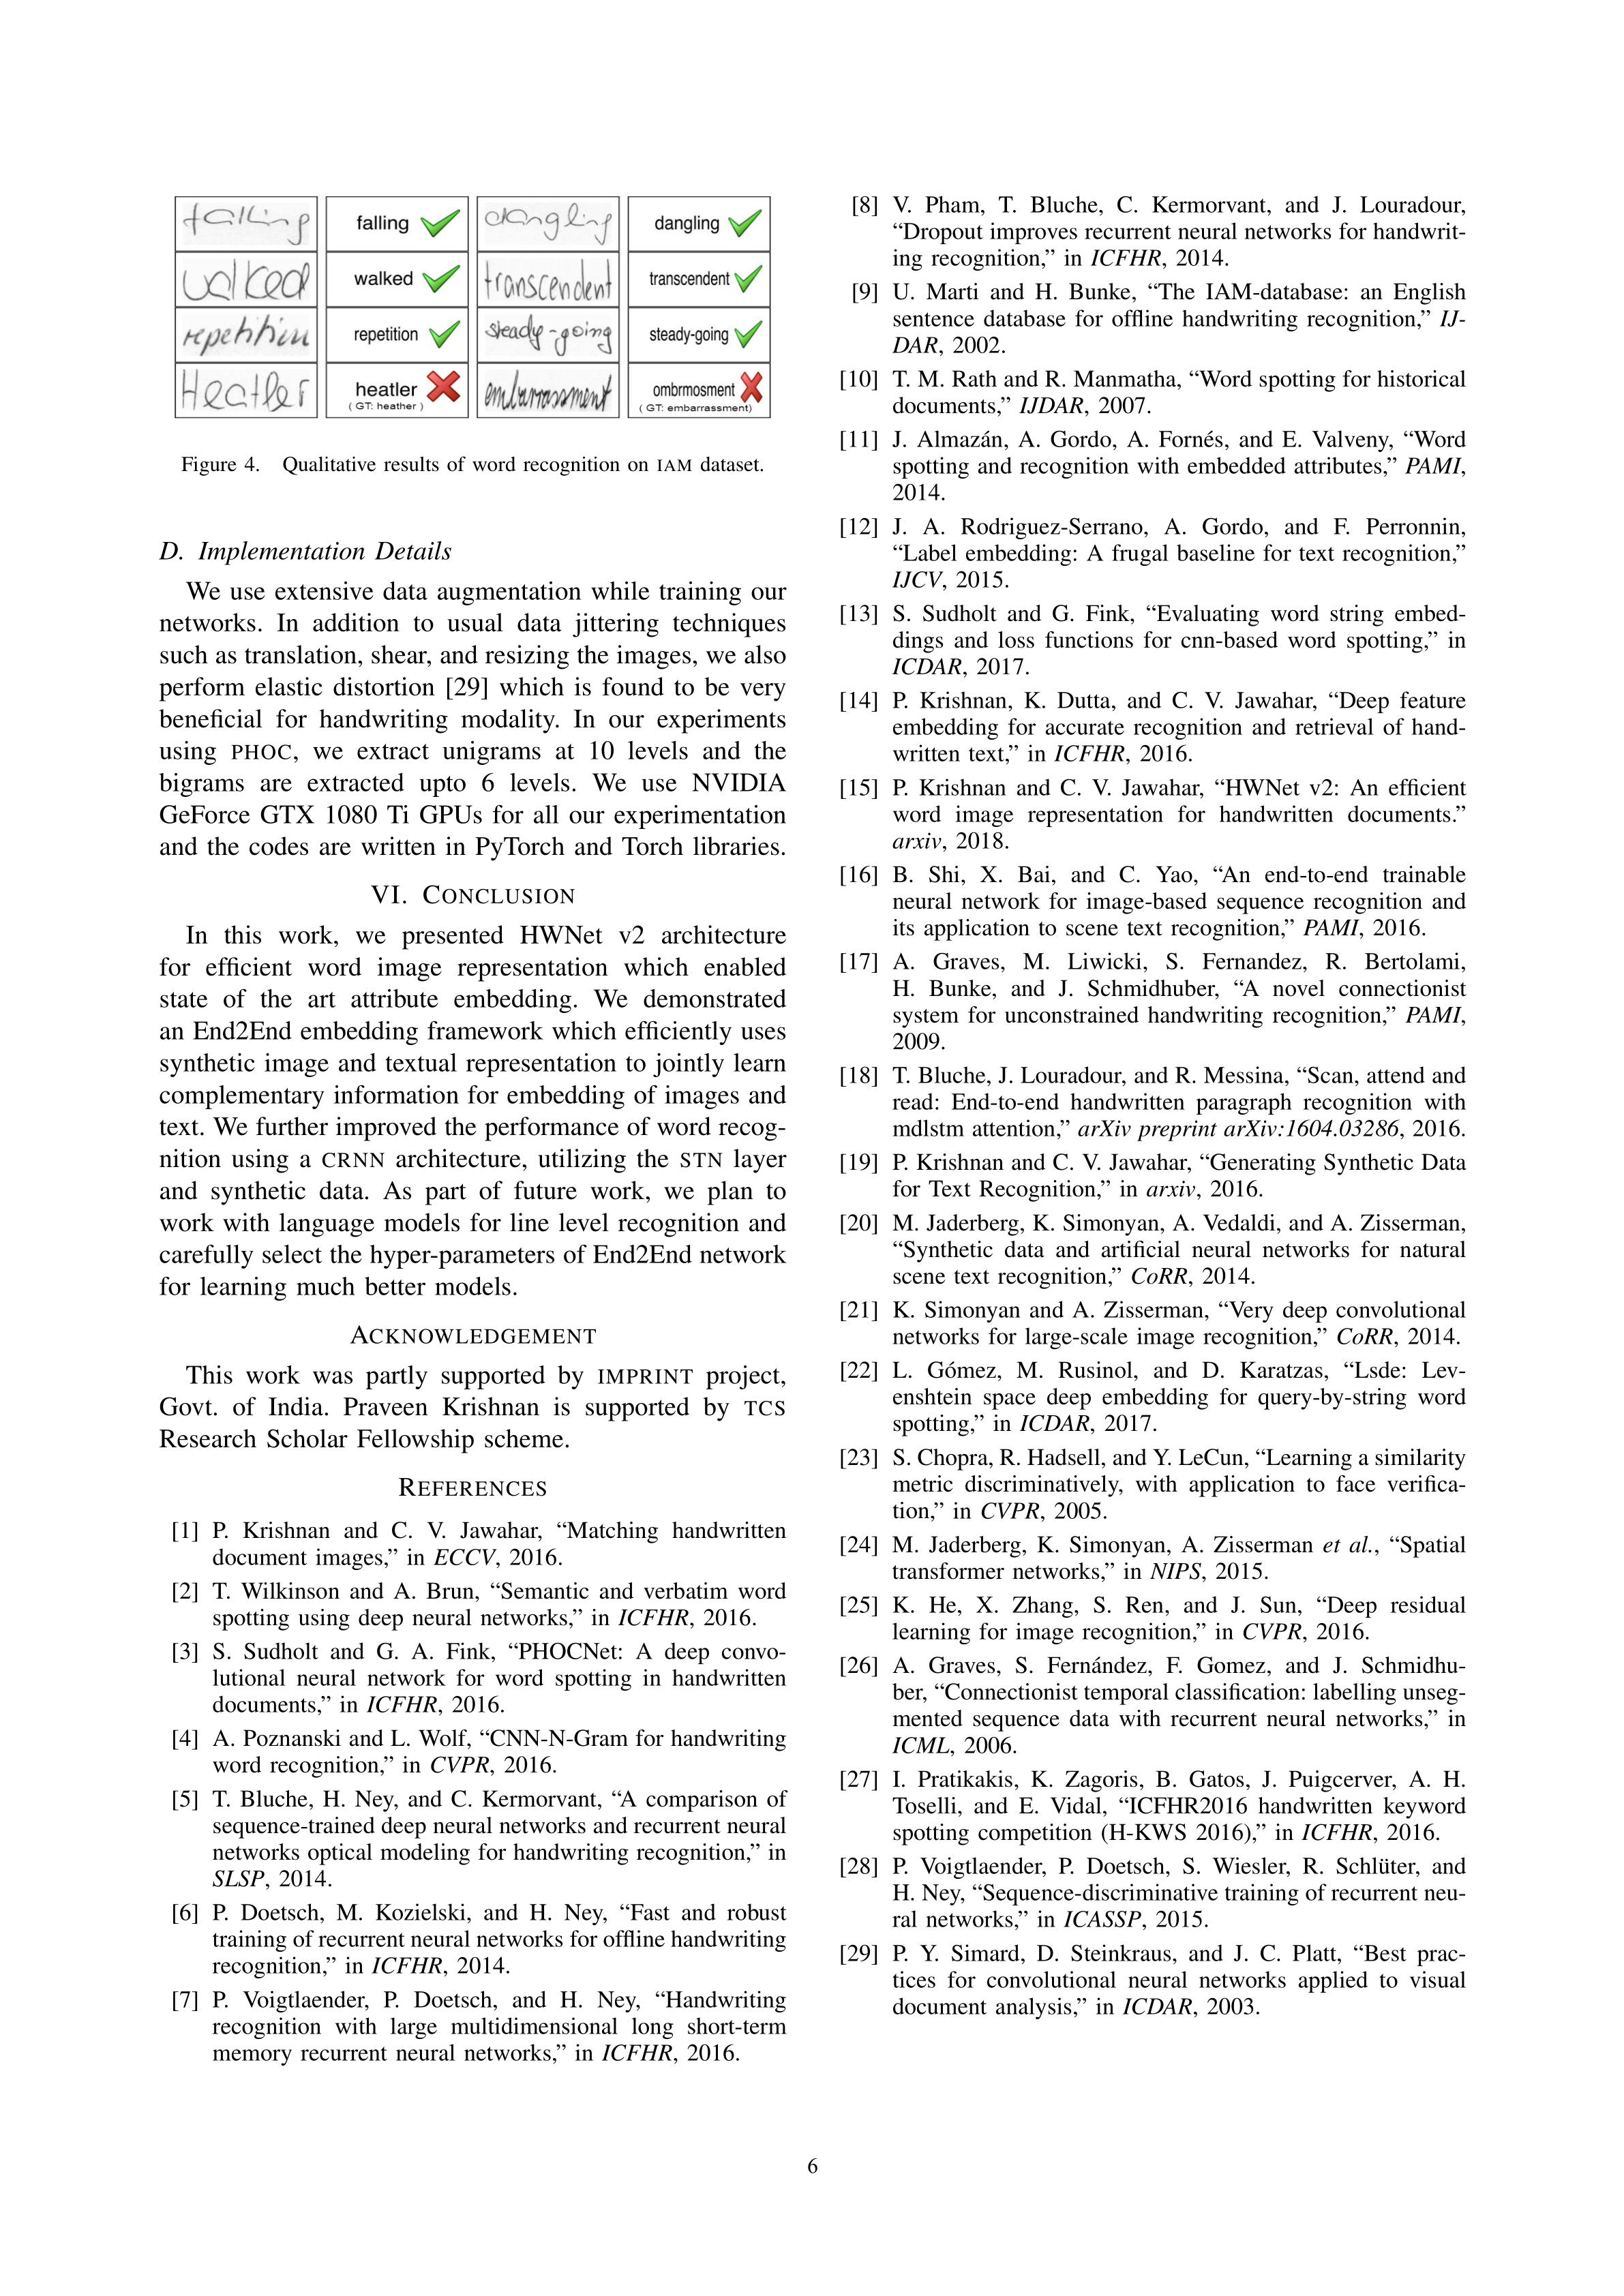 falling falling dangling dangling
walked walked transcendent transcendent
repetition repetition steady-going steady-going
Heatler heatler embarrassment ombrmosment
( GT: heather ) ( GT: embarrassment)
Figure 4. Qualitative results of word recognition on IAM dataset.
D. Implementation Details
We use extensive data augmentation while training our
networks. In addition to usual data jittering techniques
such as translation, shear, and resizing the images, we also
perform elastic distortion [29] which is found to be very
beneficial for handwriting modality. In our experiments
using PHOC, we extract unigrams at 10 levels and the
bigrams are extracted upto 6 levels. We use NVIDIA
GeForce GTX 1080 Ti GPUs for all our experimentation
and the codes are written in PyTorch and Torch libraries.
VI. CONCLUSION
In this work, we presented HWNet v2 architecture
for efficient word image representation which enabled
state of the art attribute embedding. We demonstrated
an End2End embedding framework which efficiently uses
synthetic image and textual representation to jointly learn
complementary information for embedding of images and
text. We further improved the performance of word recog-
nition using a CRNN architecture, utilizing the STN layer
and synthetic data. As part of future work, we plan to
work with language models for line level recognition and
carefully select the hyper-parameters of End2End network
for learning much better models.
ACKNOWLEDGEMENT
This work was partly supported by IMPRINT project,
Govt. of India. Praveen Krishnan is supported by TCS
Research Scholar Fellowship scheme.
REFERENCES
[1] P. Krishnan and C. V. Jawahar, “Matching handwritten
document images,” in ECCV, 2016.
[2] T. Wilkinson and A. Brun, “Semantic and verbatim word
spotting using deep neural networks,” in ICFHR, 2016.
[3] S. Sudholt and G. A. Fink, “PHOCNet: A deep convo-
lutional neural network for word spotting in handwritten
documents,” in ICFHR, 2016.
[4] A. Poznanski and L. Wolf, “CNN-N-Gram for handwriting
word recognition,” in CVPR, 2016.
[5] T. Bluche, H. Ney, and C. Kermorvant, “A comparison of
sequence-trained deep neural networks and recurrent neural
networks optical modeling for handwriting recognition,” in
SLSP, 2014.
[6] P. Doetsch, M. Kozielski, and H. Ney, “Fast and robust
training of recurrent neural networks for offline handwriting
recognition,” in ICFHR, 2014.
[7] P. Voigtlaender, P. Doetsch, and H. Ney, “Handwriting
recognition with large multidimensional long short-term
memory recurrent neural networks,” in ICFHR, 2016.
[8] V. Pham, T. Bluche, C. Kermorvant, and J. Louradour,
“Dropout improves recurrent neural networks for handwrit-
ing recognition,” in ICFHR, 2014.
[9] U. Marti and H. Bunke, “The IAM-database: an English
sentence database for offline handwriting recognition,” IJ-
DAR, 2002.
[10] T. M. Rath and R. Manmatha, “Word spotting for historical
documents,” IJDAR, 2007.
[11] J. Almazán, A. Gordo, A. Fornés, and E. Valveny, “Word
spotting and recognition with embedded attributes,” PAMI,
2014.
[12] J. A. Rodriguez-Serrano, A. Gordo, and F. Perronnin,
“Label embedding: A frugal baseline for text recognition,”
IJCV, 2015.
[13] S. Sudholt and G. Fink, “Evaluating word string embed-
dings and loss functions for cnn-based word spotting,” in
ICDAR, 2017.
[14] P. Krishnan, K. Dutta, and C. V. Jawahar, “Deep feature
embedding for accurate recognition and retrieval of hand-
written text,” in ICFHR, 2016.
[15] P. Krishnan and C. V. Jawahar, “HWNet v2: An efficient
word image representation for handwritten documents.”
arxiv, 2018.
[16] B. Shi, X. Bai, and C. Yao, “An end-to-end trainable
neural network for image-based sequence recognition and
its application to scene text recognition,” PAMI, 2016.
[17] A. Graves, M. Liwicki, S. Fernandez, R. Bertolami,
H. Bunke, and J. Schmidhuber, “A novel connectionist
system for unconstrained handwriting recognition,” PAMI,
2009.
[18] T. Bluche, J. Louradour, and R. Messina, “Scan, attend and
read: End-to-end handwritten paragraph recognition with
mdlstm attention,” arXiv preprint arXiv:1604.03286, 2016.
[19] P. Krishnan and C. V. Jawahar, “Generating Synthetic Data
for Text Recognition,” in arxiv, 2016.
[20] M. Jaderberg, K. Simonyan, A. Vedaldi, and A. Zisserman,
“Synthetic data and artificial neural networks for natural
scene text recognition,” CoRR, 2014.
[21] K. Simonyan and A. Zisserman, “Very deep convolutional
networks for large-scale image recognition,” CoRR, 2014.
[22] L. Gómez, M. Rusinol, and D. Karatzas, “Lsde: Lev-
enshtein space deep embedding for query-by-string word
spotting,” in ICDAR, 2017.
[23] S. Chopra, R. Hadsell, and Y. LeCun, “Learning a similarity
metric discriminatively, with application to face verifica-
tion,” in CVPR, 2005.
[24] M. Jaderberg, K. Simonyan, A. Zisserman et al., “Spatial
transformer networks,” in NIPS, 2015.
[25] K. He, X. Zhang, S. Ren, and J. Sun, “Deep residual
learning for image recognition,” in CVPR, 2016.
[26] A. Graves, S. Fernández, F. Gomez, and J. Schmidhu-
ber, “Connectionist temporal classification: labelling unseg-
mented sequence data with recurrent neural networks,” in
ICML, 2006.
[27] I. Pratikakis, K. Zagoris, B. Gatos, J. Puigcerver, A. H.
Toselli, and E. Vidal, “ICFHR2016 handwritten keyword
spotting competition (H-KWS 2016),” in ICFHR, 2016.
[28] P. Voigtlaender, P. Doetsch, S. Wiesler, R. Schlüter, and
H. Ney, “Sequence-discriminative training of recurrent neu-
ral networks,” in ICASSP, 2015.
[29] P. Y. Simard, D. Steinkraus, and J. C. Platt, “Best prac-
tices for convolutional neural networks applied to visual
document analysis,” in ICDAR, 2003.
6